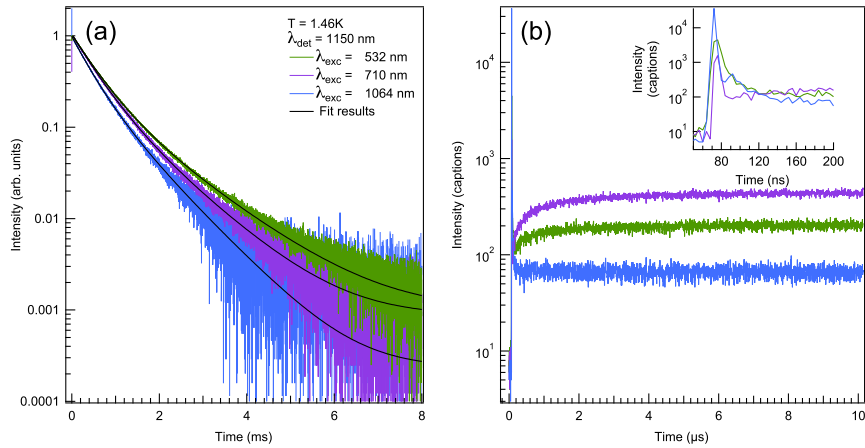 (a)
T = 1.46K
λdet = 1150 nm
λexc = 532 nm
λexc = 710 nm
λexc = 1064 nm
Fit results
Intensity (arb. units)
1
0.1
0.01
0.001
0.0001
0
2
4
6
8
Time (ms)
(b)
Intensity (captions)
10^4
10^3
10^2
10^1
0
2
4
6
8
10
Time (µs)
Intensity
(captions)
10^4
10^3
10^2
10^1
80
120
160
200
Time (ns)